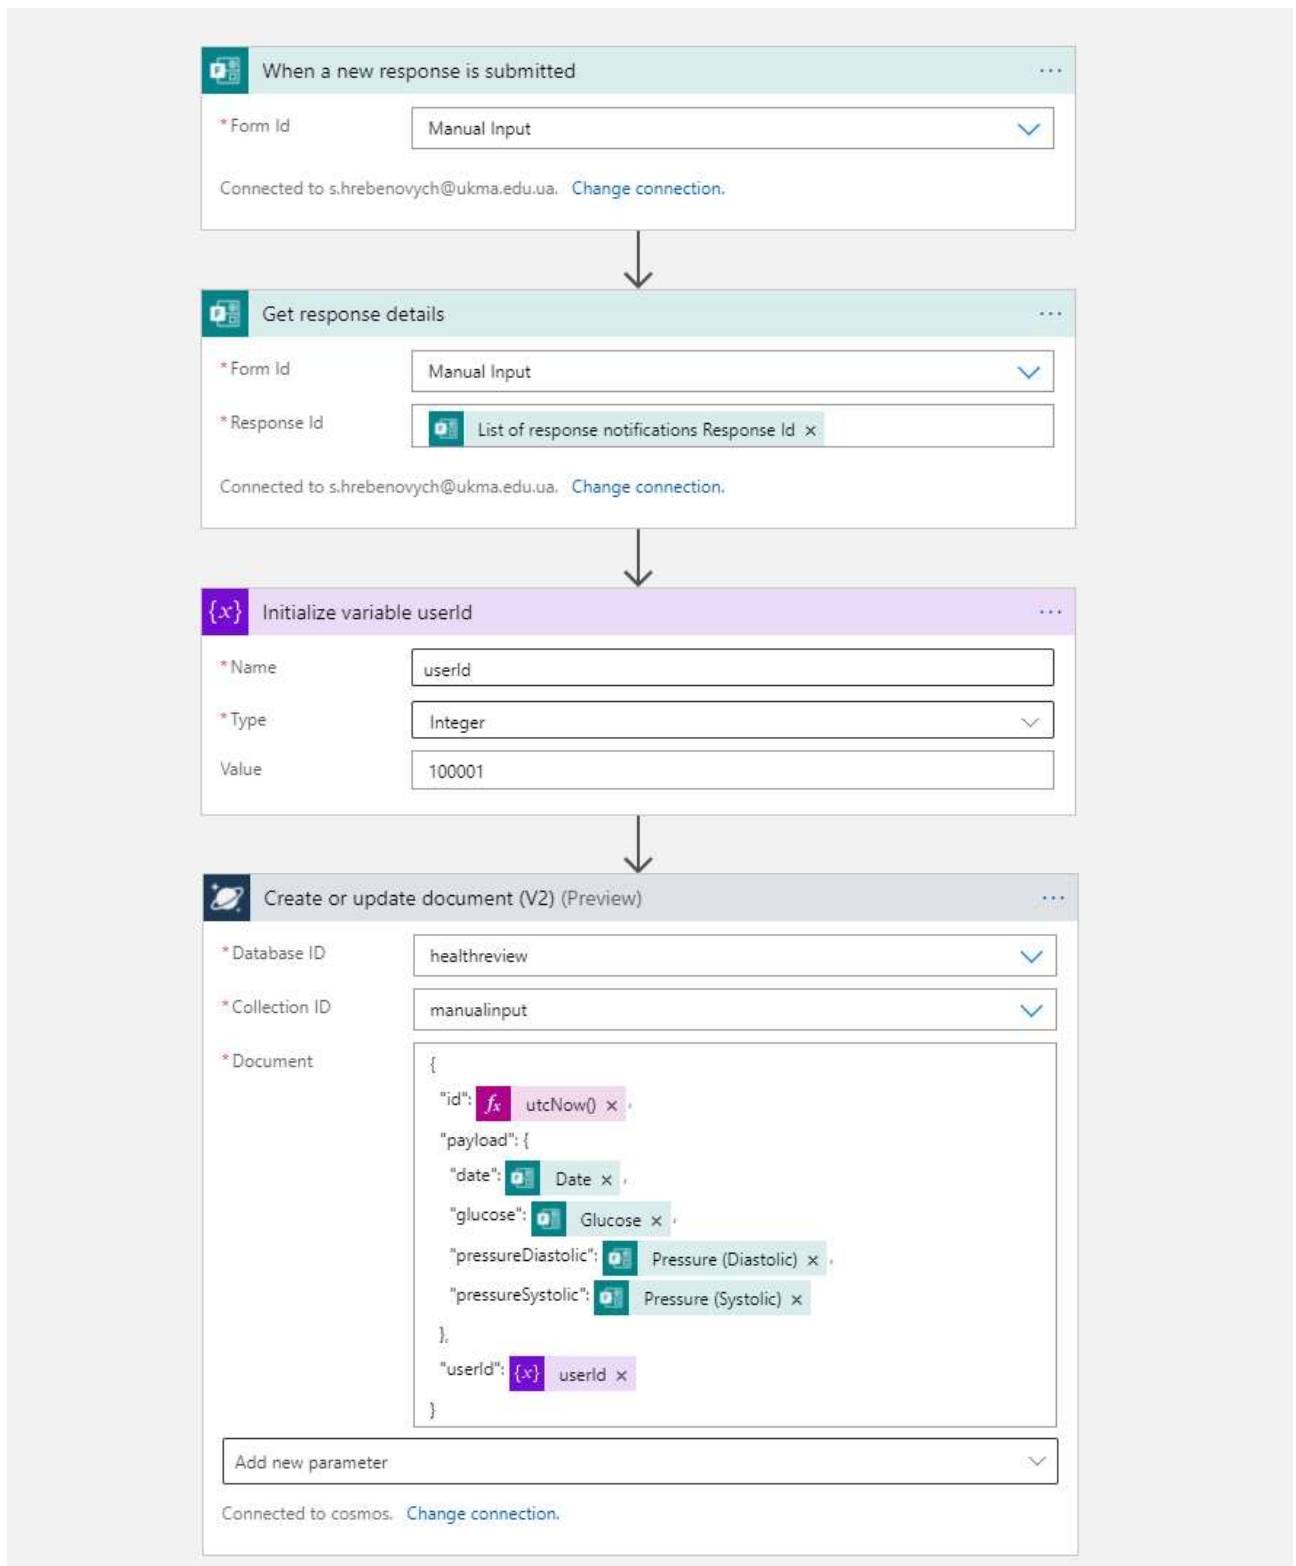 When a new response is submitted ...
* Form Id Manual Input
Connected to s.hrebenovych@ukma.edu.ua. Change connection.
Get response details ...
* Form Id Manual Input
* Response Id List of response notifications Response Id ×
Connected to s.hrebenovych@ukma.edu.ua. Change connection.
{x} Initialize variable userId ...
* Name userId
* Type Integer
Value 100001
Create or update document (V2) (Preview) ...
* Database ID healthreview
* Collection ID manualinput
* Document {
"id": fx utcNow() × ,
"payload": {
"date": Date × ,
"glucose": Glucose × ,
"pressureDiastolic": Pressure (Diastolic) × ,
"pressureSystolic": Pressure (Systolic) ×
},
"userId": {x} userId ×
}
Add new parameter
Connected to cosmos. Change connection.